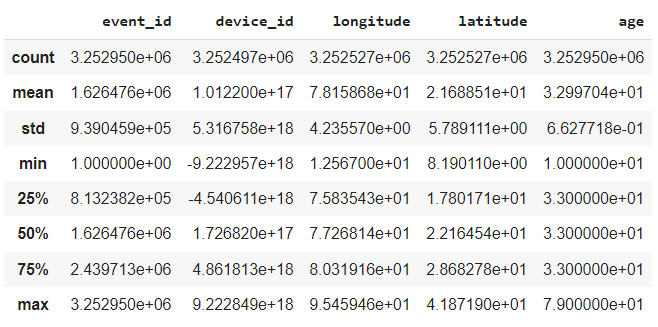 event_id device_id longitude latitude age
count 3.252950e+06 3.252497e+06 3.252527e+06 3.252527e+06 3.252950e+06
mean 1.626476e+06 1.012200e+17 7.815868e+01 2.168851e+01 3.299704e+01
std 9.390459e+05 5.316758e+18 4.235570e+00 5.789111e+00 6.627718e-01
min 1.000000e+00 -9.222957e+18 1.256700e+01 8.190110e+00 1.000000e+01
25% 8.132382e+05 -4.540611e+18 7.583543e+01 1.780171e+01 3.300000e+01
50% 1.626476e+06 1.726820e+17 7.726814e+01 2.216454e+01 3.300000e+01
75% 2.439713e+06 4.861813e+18 8.031916e+01 2.868278e+01 3.300000e+01
max 3.252950e+06 9.222849e+18 9.545946e+01 4.187190e+01 7.900000e+01